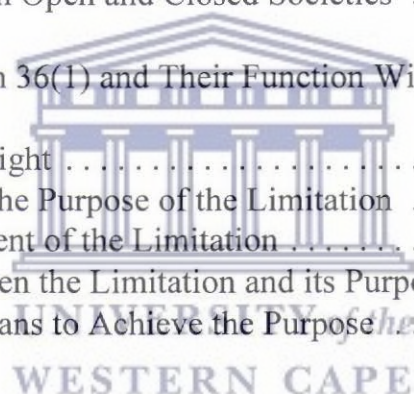 n Open and Closed Societies .
n 36(1) and Their Function Wi
ight . . . . . . . . . . . . . . . . . . . . .
he Purpose of the Limitation .
ent of the Limitation . . . . . . .
en the Limitation and its Purpo
ans to Achieve the Purpose . .
UNIVERSITY of the
WESTERN CAPE